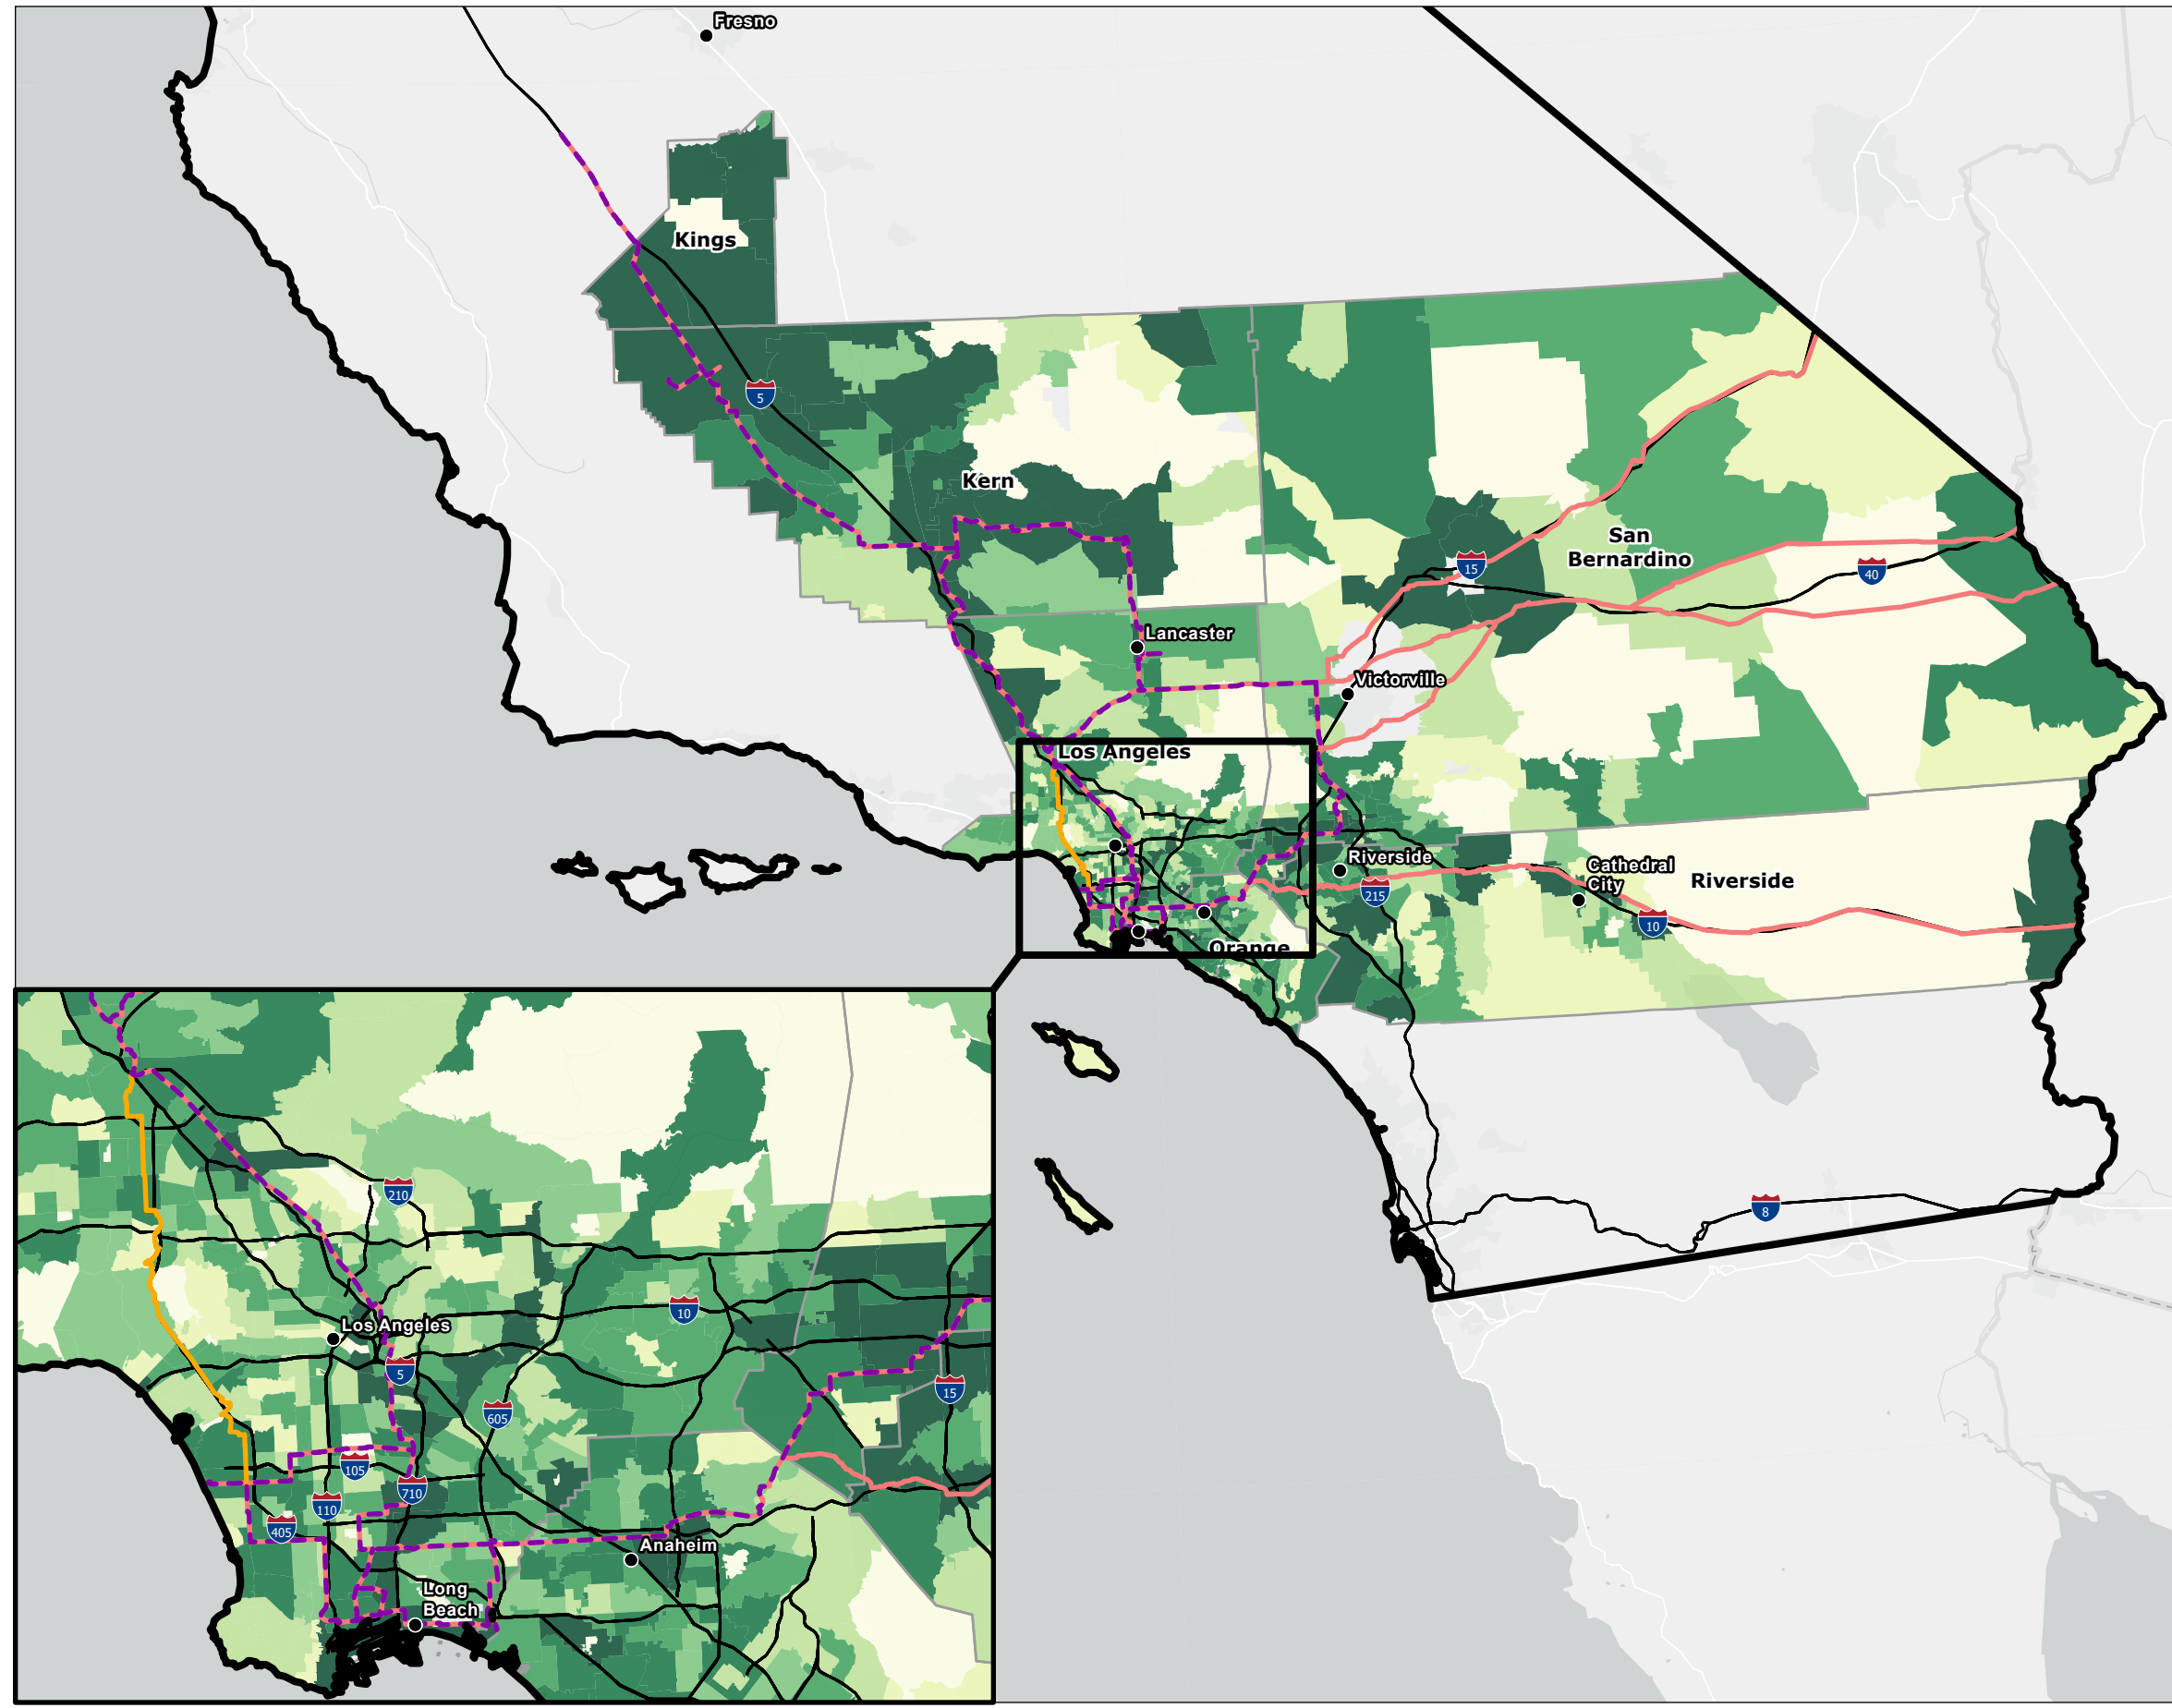 Fresno
Kings
5
Kern
San
Bernardino
15
40
Lancaster
Victorville
Los Angeles
Riverside
Cathedral
City
Riverside
215
10
Orange
210
8
10
Los Angeles
5
15
605
105
710
110
405
Anaheim
Long
Beach